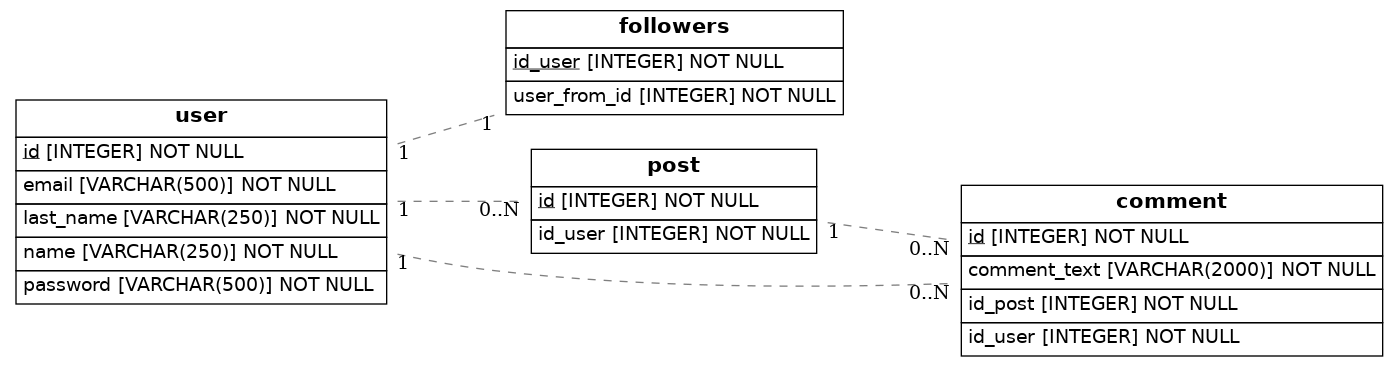 followers
id_user [INTEGER] NOT NULL
user_from_id [INTEGER] NOT NULL
user
id [INTEGER] NOT NULL
email [VARCHAR(500)] NOT NULL
last_name [VARCHAR(250)] NOT NULL
name [VARCHAR(250)] NOT NULL
password [VARCHAR(500)] NOT NULL
1
1
1
0..N
1
0..N
post
id [INTEGER] NOT NULL
id_user [INTEGER] NOT NULL
1
0..N
comment
id [INTEGER] NOT NULL
comment_text [VARCHAR(2000)] NOT NULL
id_post [INTEGER] NOT NULL
id_user [INTEGER] NOT NULL